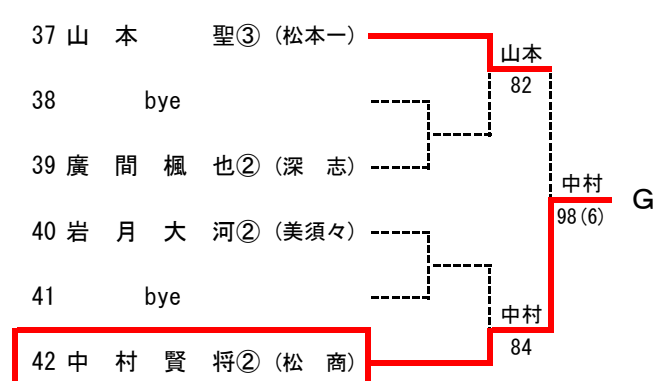 37 山本 聖③ (松本一)
山本
82
38 bye
39 廣間楓也② (深志)
中村
98(6)
G
40 岩月大河② (美須々)
41 bye
中村
84
42 中村賢将② (松商)